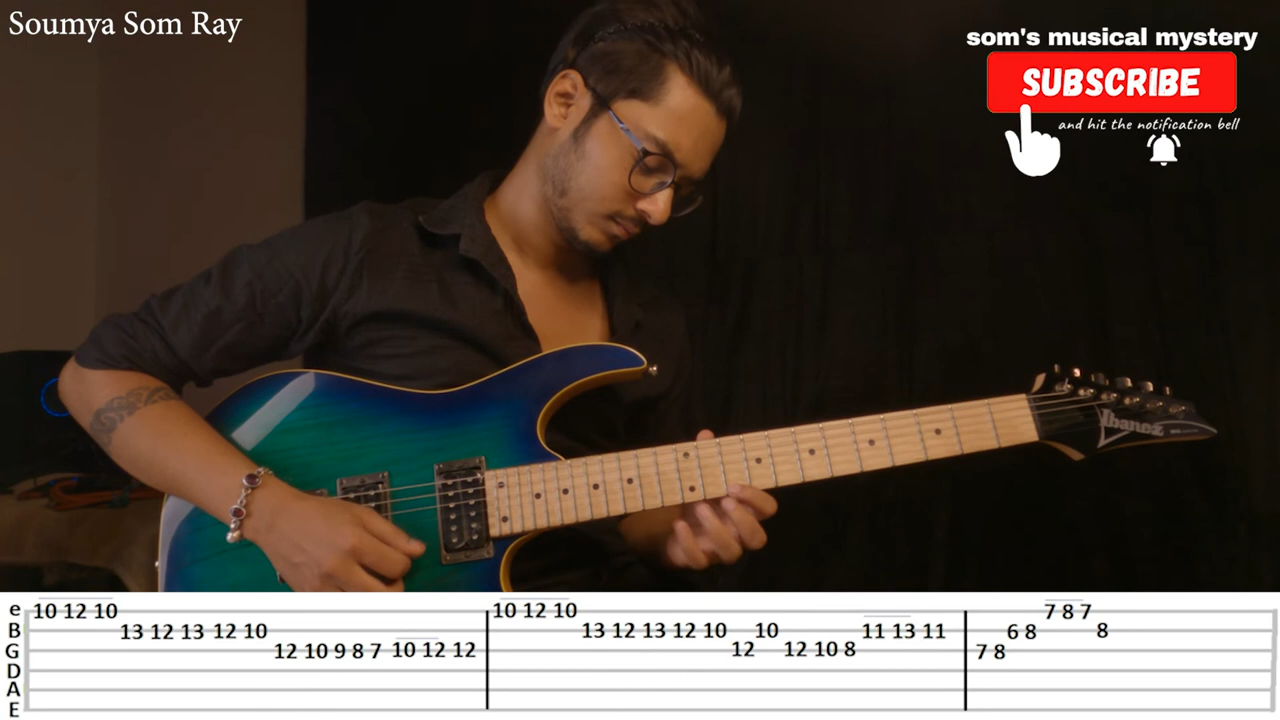 Soumya Som Ray
som's musical mystery
SUBSCRIBE
and hit the notification bell
Ibanez
e 10 12 10 10 12 10 7 8 7
B 13 12 13 12 10 13 12 13 12 10 10 11 13 11 6 8 8
G 12 10 9 8 7 10 12 12 12 12 10 8 7 8
D
A
E